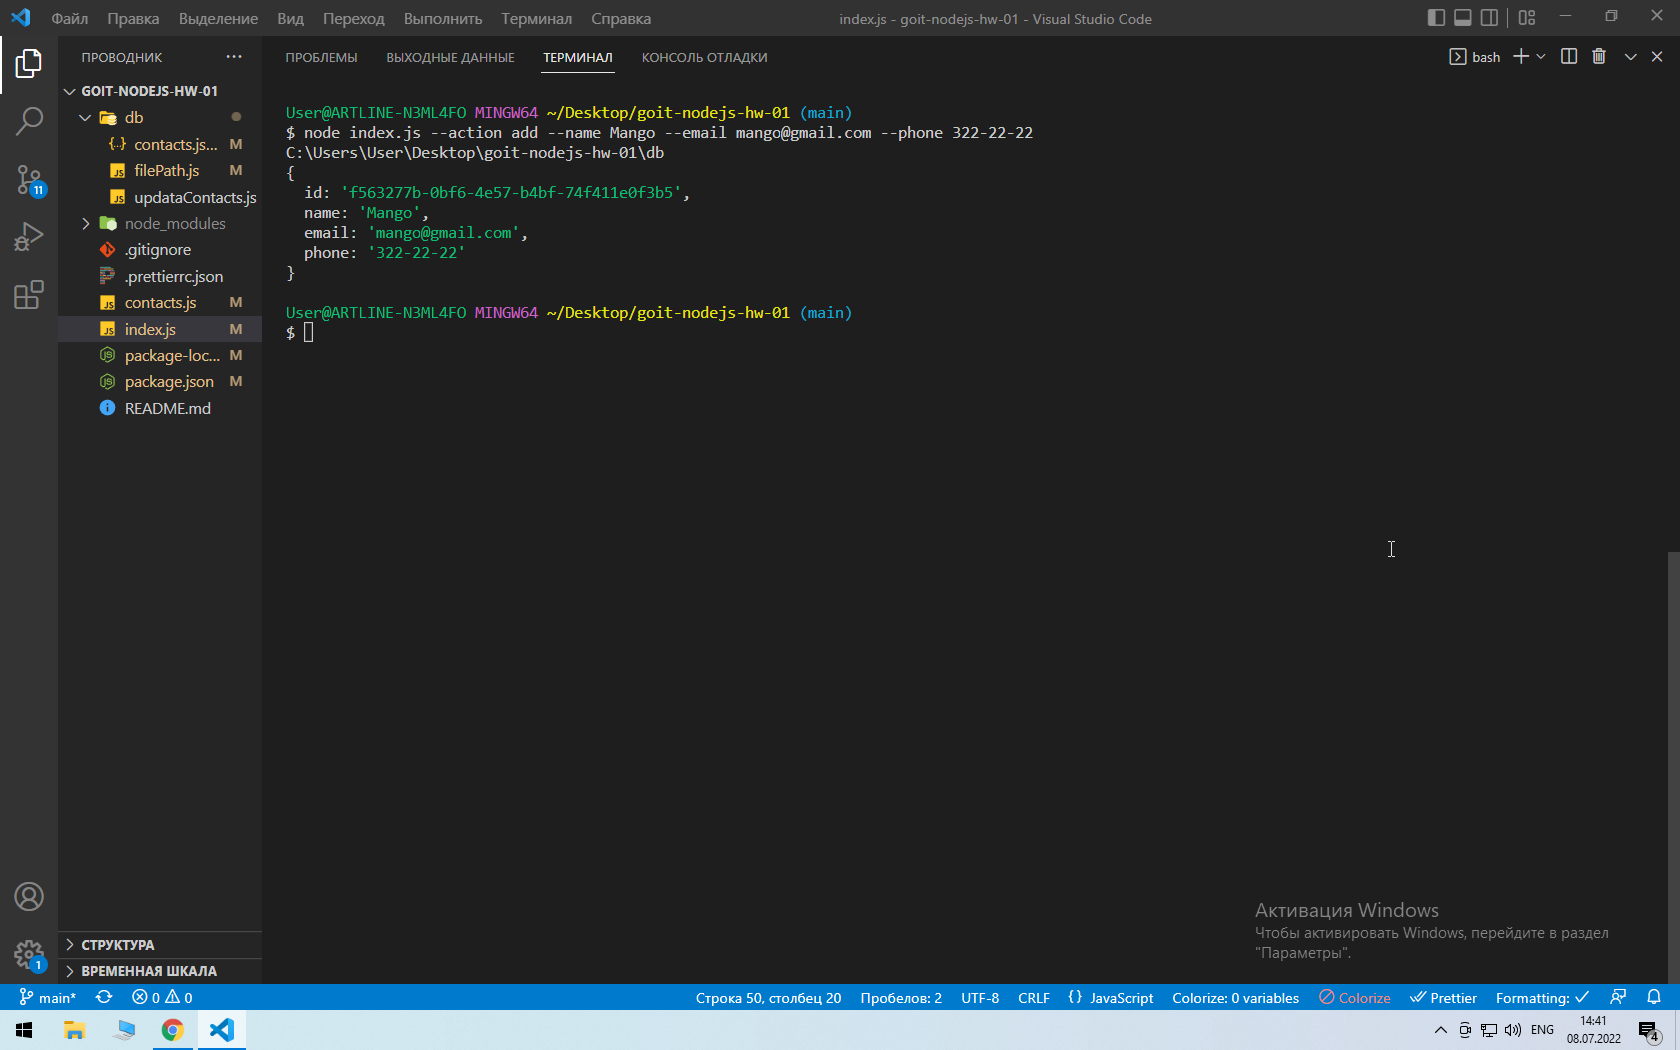 Файл Правка Выделение Вид Переход Выполнить Терминал Справка
index.js - goit-nodejs-hw-01 - Visual Studio Code
ПРОВОДНИК
ПРОБЛЕМЫ ВЫХОДНЫЕ ДАННЫЕ ТЕРМИНАЛ КОНСОЛЬ ОТЛАДКИ
bash
GOIT-NODEJS-HW-01
db
contacts.js... M
filePath.js M
updataContacts.js
node_modules
.gitignore
.prettierrc.json
contacts.js M
index.js M
package-loc... M
package.json M
README.md
11
1
СТРУКТУРА
ВРЕМЕННАЯ ШКАЛА
User@ARTLINE-N3ML4FO MINGW64 ~/Desktop/goit-nodejs-hw-01 (main)
$ node index.js --action add --name Mango --email mango@gmail.com --phone 322-22-22
C:\Users\User\Desktop\goit-nodejs-hw-01\db
{
id: 'f563277b-0bf6-4e57-b4bf-74f411e0f3b5',
name: 'Mango',
email: 'mango@gmail.com',
phone: '322-22-22'
}
User@ARTLINE-N3ML4FO MINGW64 ~/Desktop/goit-nodejs-hw-01 (main)
$
Активация Windows
Чтобы активировать Windows, перейдите в раздел
"Параметры".
main* 0 0
Строка 50, столбец 20 Пробелов: 2 UTF-8 CRLF {} JavaScript Colorize: 0 variables Colorize Prettier Formatting:
ENG
14:41
08.07.2022
4